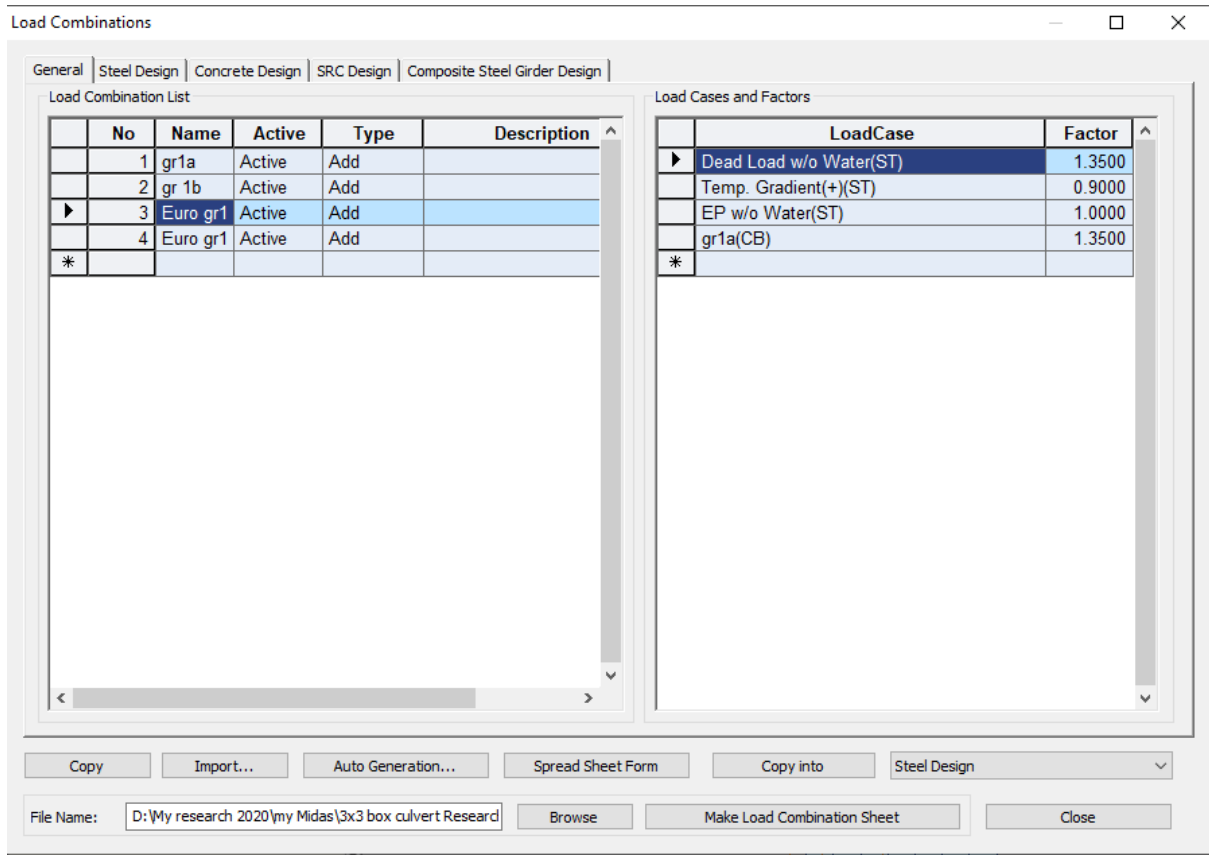 Load Combinations
General Steel Design Concrete Design SRC Design Composite Steel Girder Design
Load Combination List
No Name Active Type Description
1 gr1a Active Add
2 gr 1b Active Add
3 Euro gr1 Active Add
4 Euro gr1 Active Add
*
Load Cases and Factors
LoadCase Factor
Dead Load w/o Water(ST) 1.3500
Temp. Gradient(+)(ST) 0.9000
EP w/o Water(ST) 1.0000
gr1a(CB) 1.3500
*
Copy Import... Auto Generation... Spread Sheet Form Copy into Steel Design
File Name: D:\My research 2020\my Midas\3x3 box culvert Research Browse Make Load Combination Sheet Close